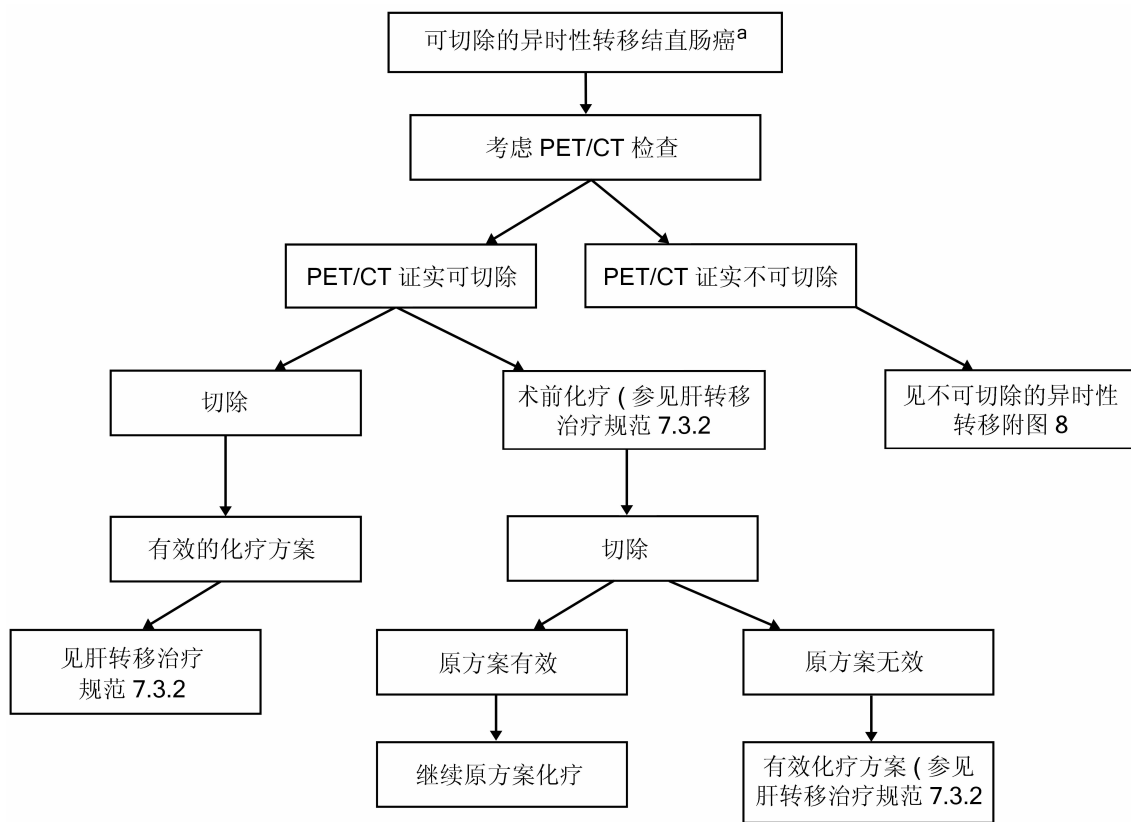 可切除的异时性转移结直肠癌a
考虑 PET/CT 检查
PET/CT 证实可切除
PET/CT 证实不可切除
切除
术前化疗 ( 参见肝转移
治疗规范 7.3.2
见不可切除的异时性
转移附图 8
有效的化疗方案
切除
见肝转移治疗
规范 7.3.2
原方案有效
原方案无效
继续原方案化疗
有效化疗方案 ( 参见
肝转移治疗规范 7.3.2